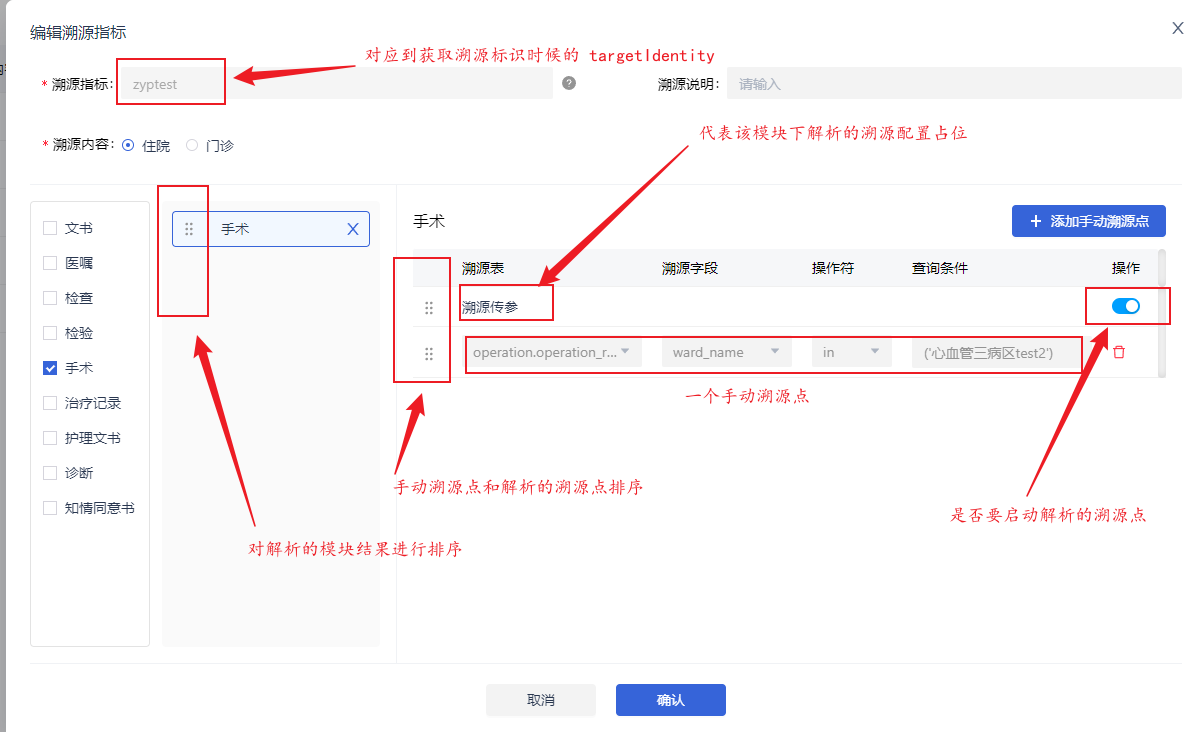 编辑溯源指标
X
对应到获取溯源标识时候的 targetIdentity
* 溯源指标: zyptest ? 溯源说明: 请输入
代表该模块下解析的溯源配置占位
* 溯源内容: 住院 门诊
文书
医嘱
检查
检验
手术
治疗记录
护理文书
诊断
知情同意书
手术 X
手术
+ 添加手动溯源点
溯源表 溯源字段 操作符 查询条件 操作
溯源传参
operation.operation_r... ward_name in ('心血管三病区test2')
一个手动溯源点
手动溯源点和解析的溯源点排序
是否要启动解析的溯源点
对解析的模块结果进行排序
取消 确认